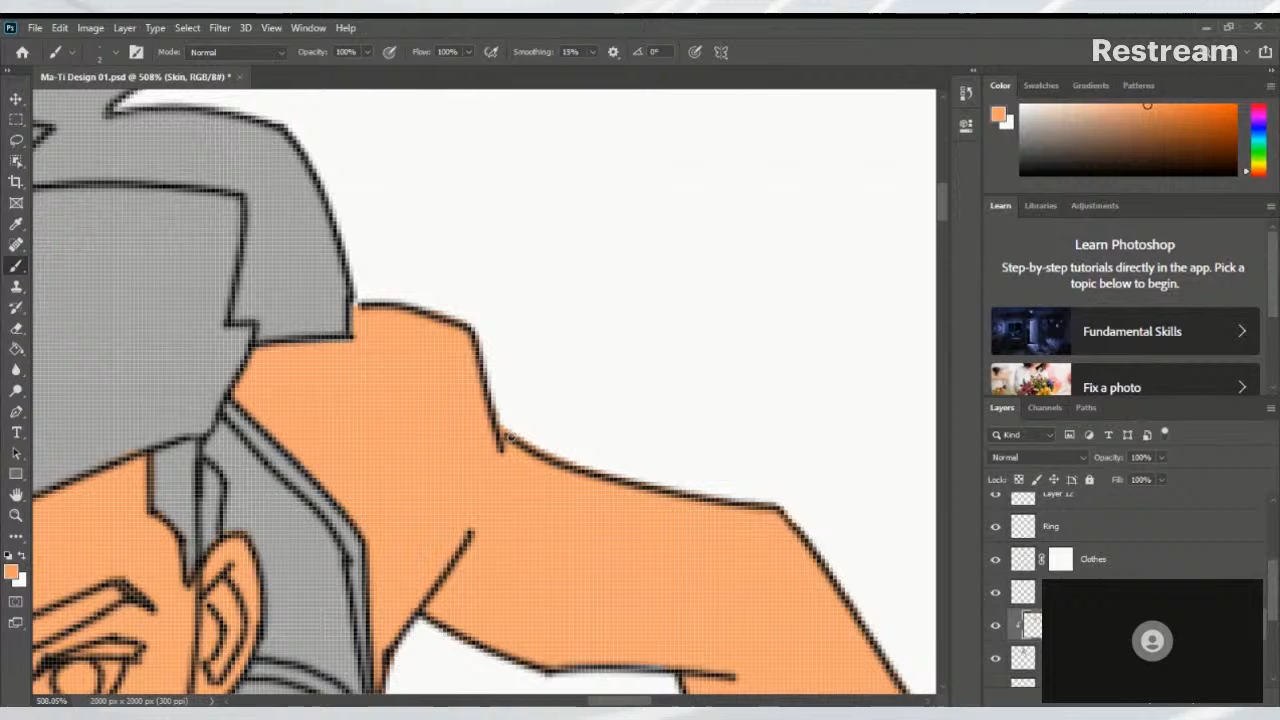 Ps File Edit Image Layer Type Select Filter 3D View Window Help
2 Mode: Normal Opacity: 100% Flow: 100% Smoothing: 15% 0°
Restream
Ma-Ti Design 01.psd @ 508% (Skin, RGB/8#) * ×
Color Swatches Gradients Patterns
Learn Libraries Adjustments
Learn Photoshop
Step-by-step tutorials directly in the app. Pick a
topic below to begin.
Fundamental Skills
Fix a photo
Layers Channels Paths
Kind
Normal Opacity: 100%
Lock: Fill: 100%
Layer 12
Ring
Clothes
508.05% 2000 px x 2000 px (300 ppi)